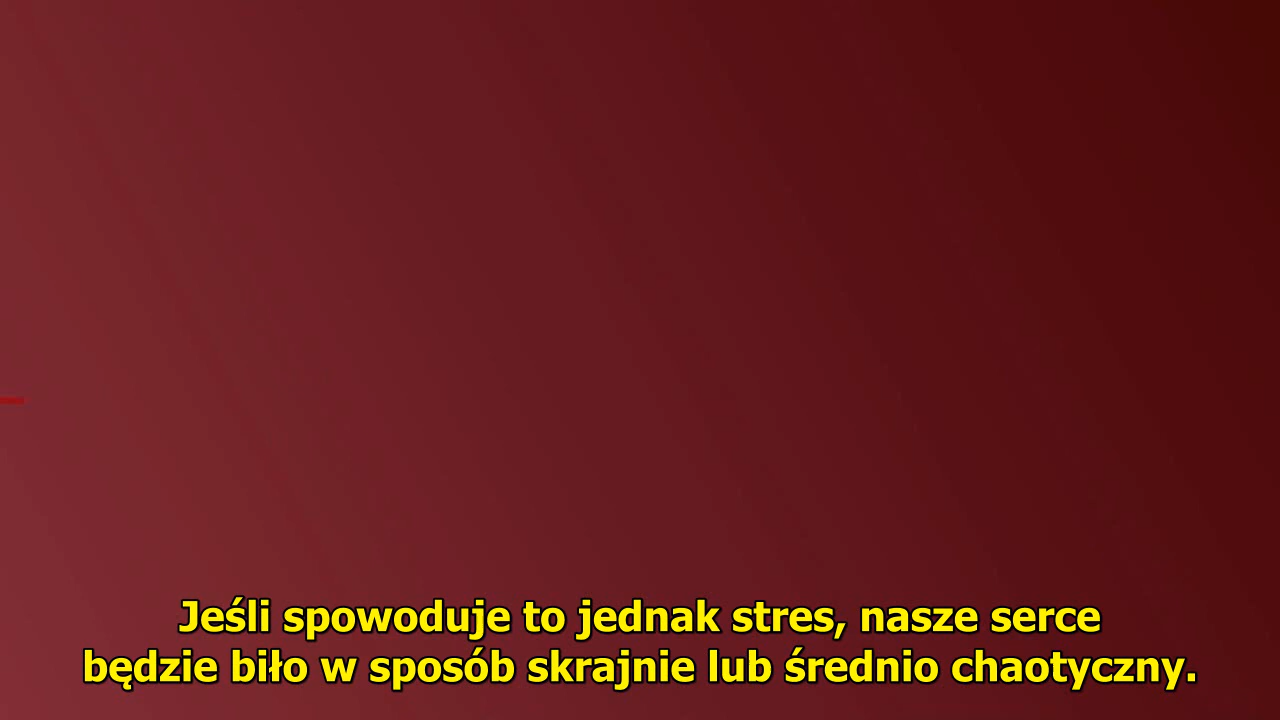 Jeśli spowoduje to jednak stres, nasze serce
będzie biło w sposób skrajnie lub średnio chaotyczny.